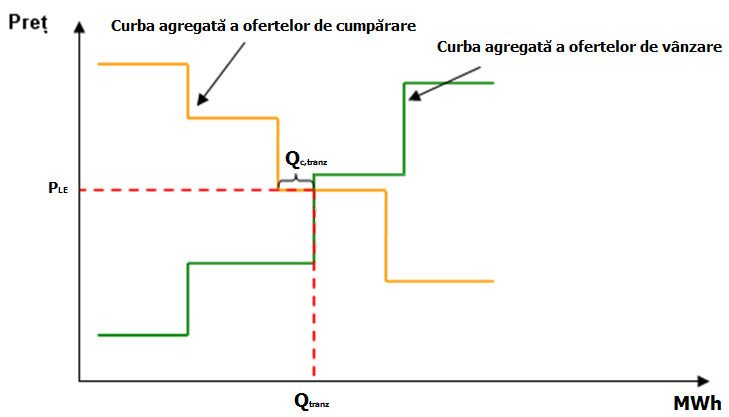 Preț
Curba agregată a ofertelor de cumpărare
Curba agregată a ofertelor de vânzare
Qc,tranz
PLE
Qtranz
MWh